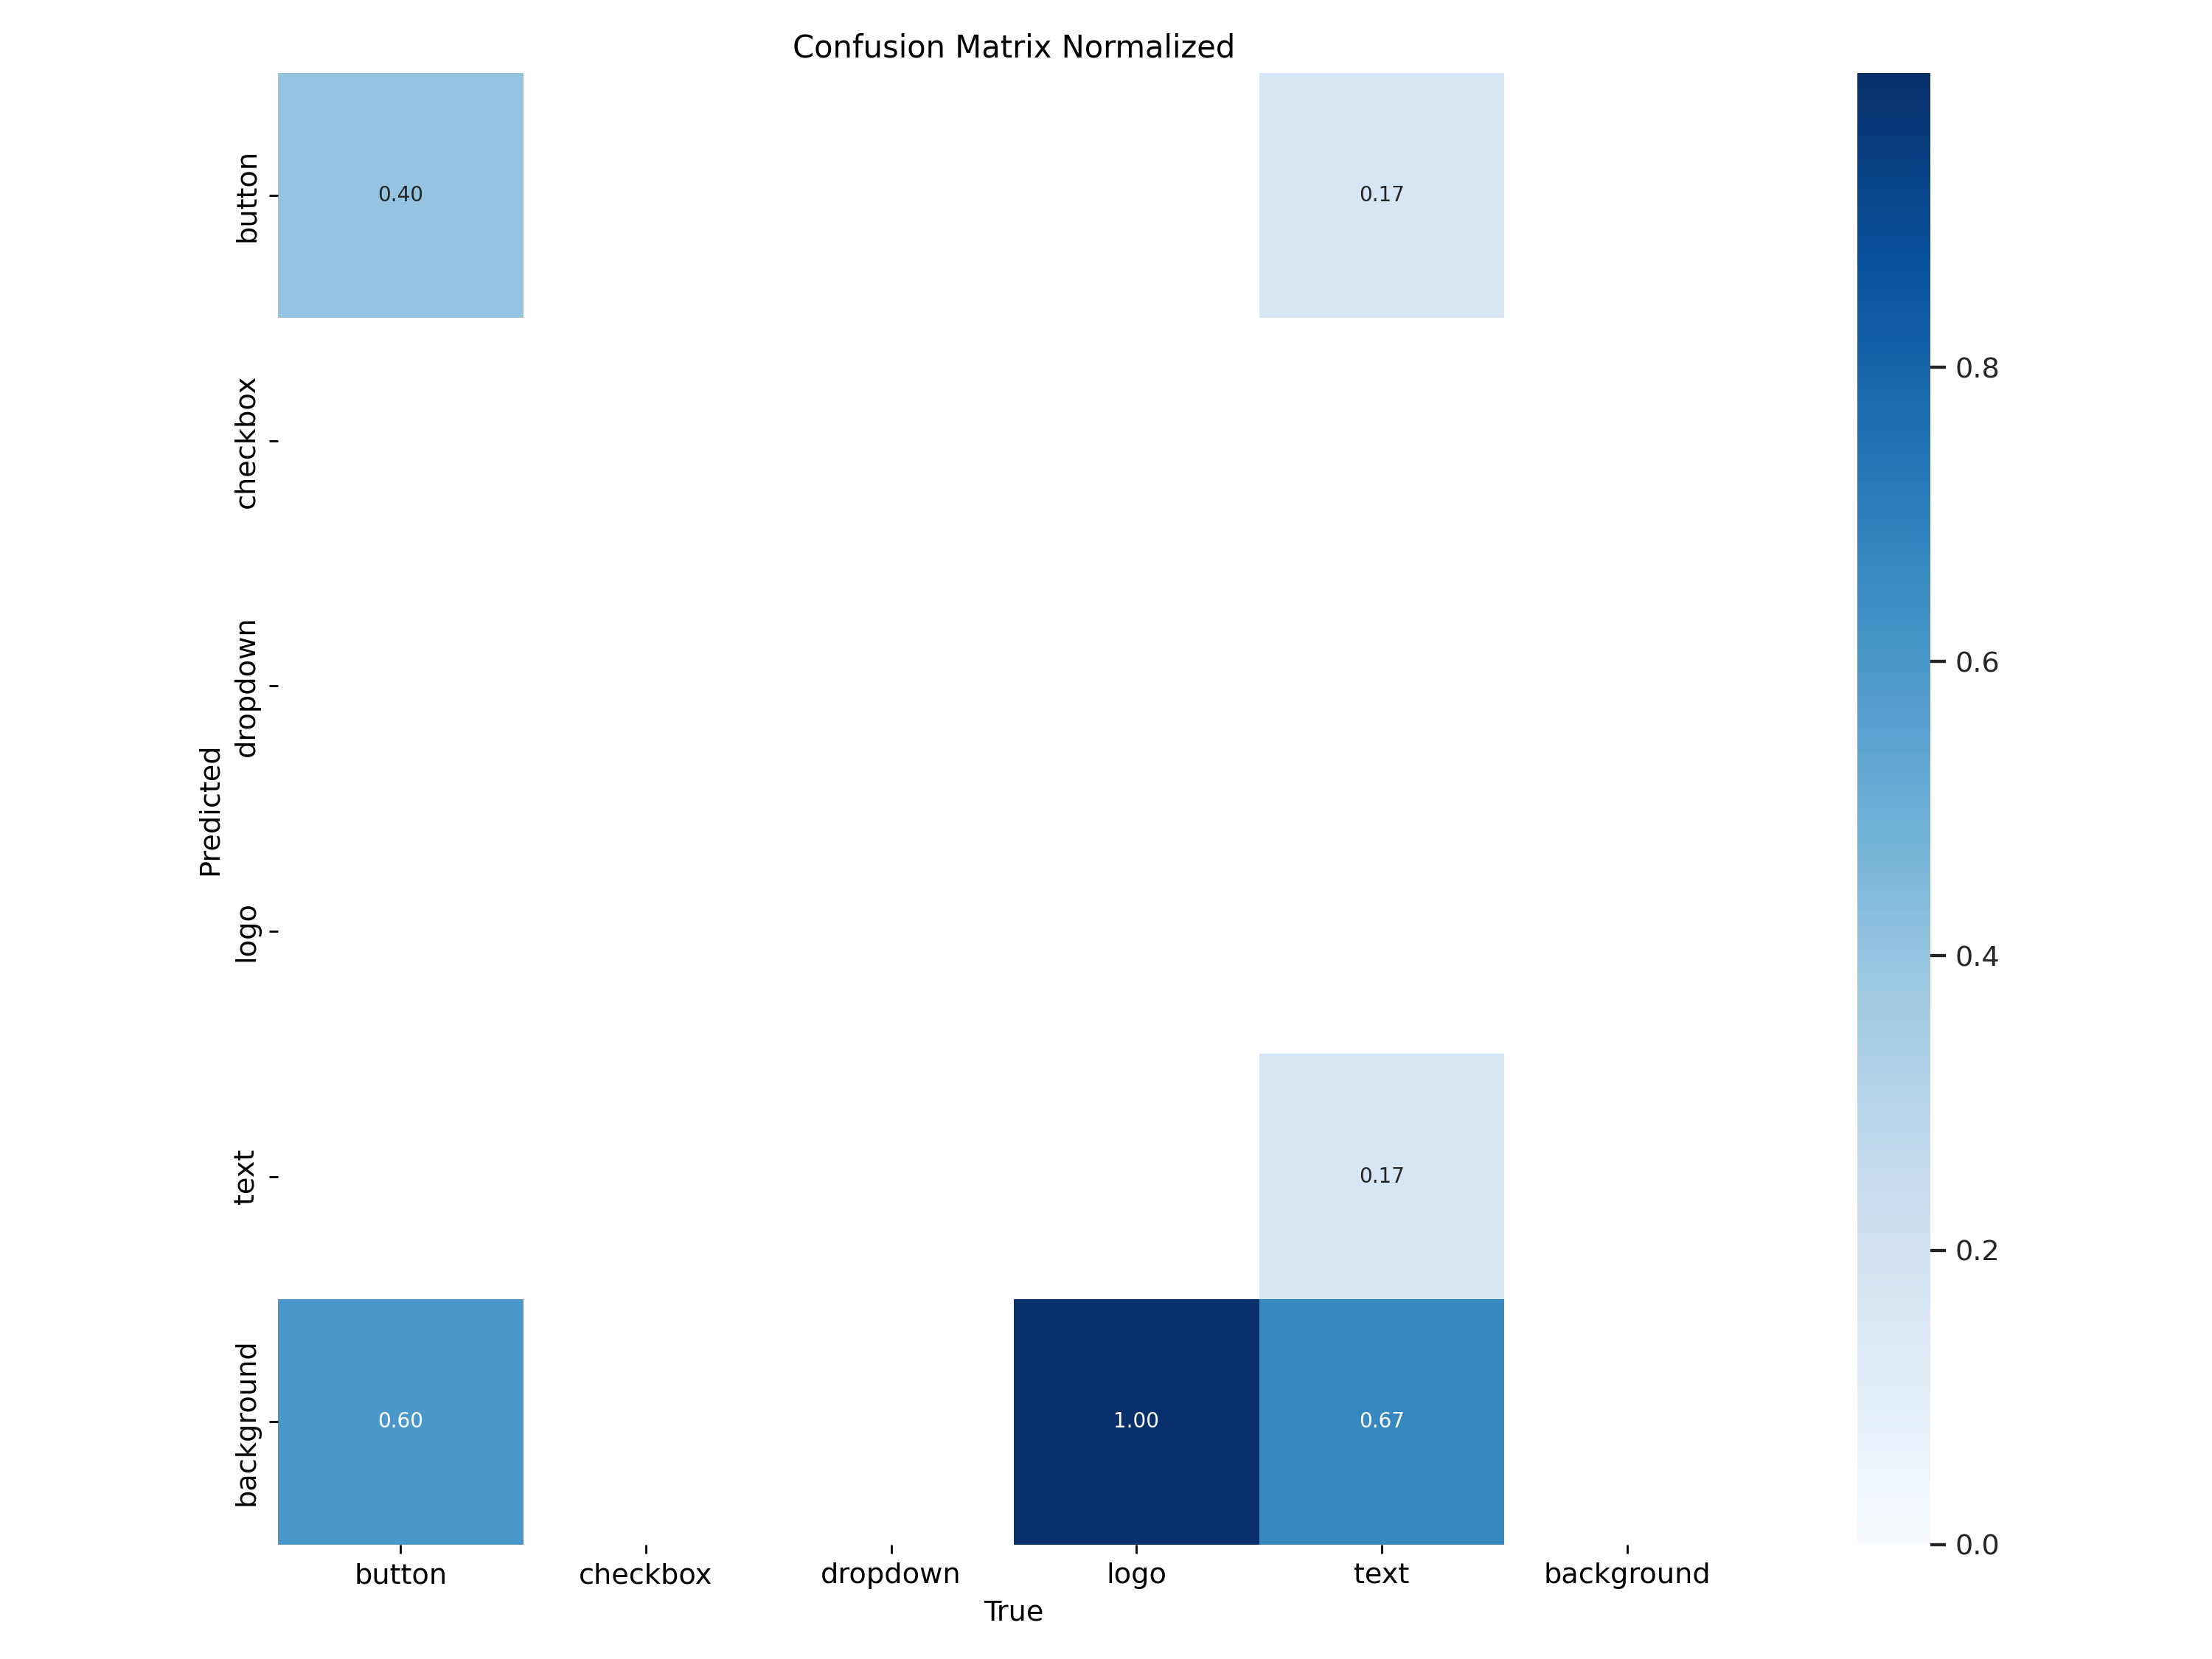 Confusion Matrix Normalized
button
0.40
0.17
checkbox
0.8
dropdown
0.6
Predicted
logo
0.4
text
0.17
0.2
background
0.60
1.00
0.67
0.0
button checkbox dropdown logo text background
True